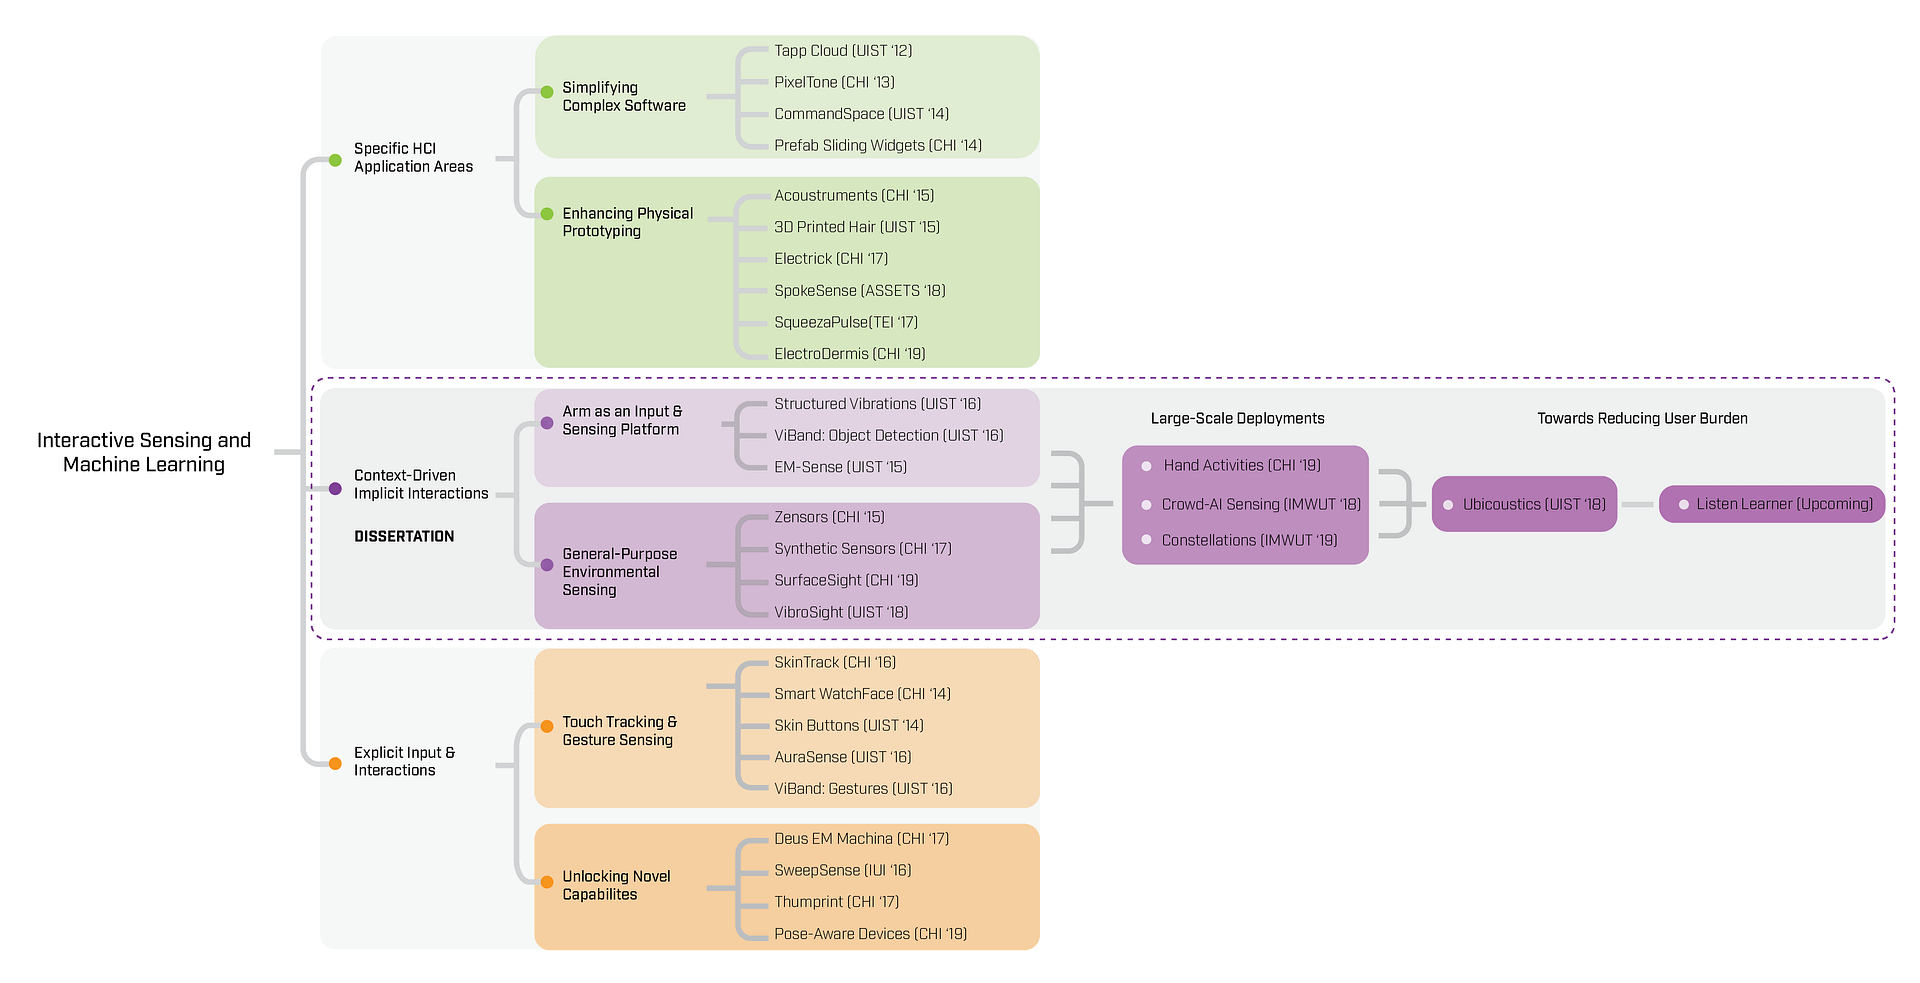 Interactive Sensing and
Machine Learning
Specific HCI
Application Areas
Simplifying
Complex Software
Tapp Cloud (UIST ‘12)
PixelTone (CHI ‘13)
CommandSpace (UIST ‘14)
Prefab Sliding Widgets (CHI ‘14)
Enhancing Physical
Prototyping
Acoustruments (CHI ‘15)
3D Printed Hair (UIST ‘15)
Electrick (CHI ‘17)
SpokeSense (ASSETS ‘18)
SqueezaPulse(TEI ‘17)
ElectroDermis (CHI ‘19)
Context-Driven
Implicit Interactions
DISSERTATION
Arm as an Input &
Sensing Platform
Structured Vibrations (UIST ‘16)
ViBand: Object Detection (UIST ‘16)
EM-Sense (UIST ‘15)
General-Purpose
Environmental
Sensing
Zensors (CHI ‘15)
Synthetic Sensors (CHI ‘17)
SurfaceSight (CHI ‘19)
VibroSight (UIST ‘18)
Large-Scale Deployments
Hand Activities (CHI ‘19)
Crowd-AI Sensing (IMWUT ‘18)
Constellations (IMWUT ‘19)
Towards Reducing User Burden
Ubicoustics (UIST ‘18)
Listen Learner (Upcoming)
Explicit Input &
Interactions
Touch Tracking &
Gesture Sensing
SkinTrack (CHI ‘16)
Smart WatchFace (CHI ‘14)
Skin Buttons (UIST ‘14)
AuraSense (UIST ‘16)
ViBand: Gestures (UIST ‘16)
Unlocking Novel
Capabilites
Deus EM Machina (CHI ‘17)
SweepSense (IUI ‘16)
Thumprint (CHI ‘17)
Pose-Aware Devices (CHI ‘19)